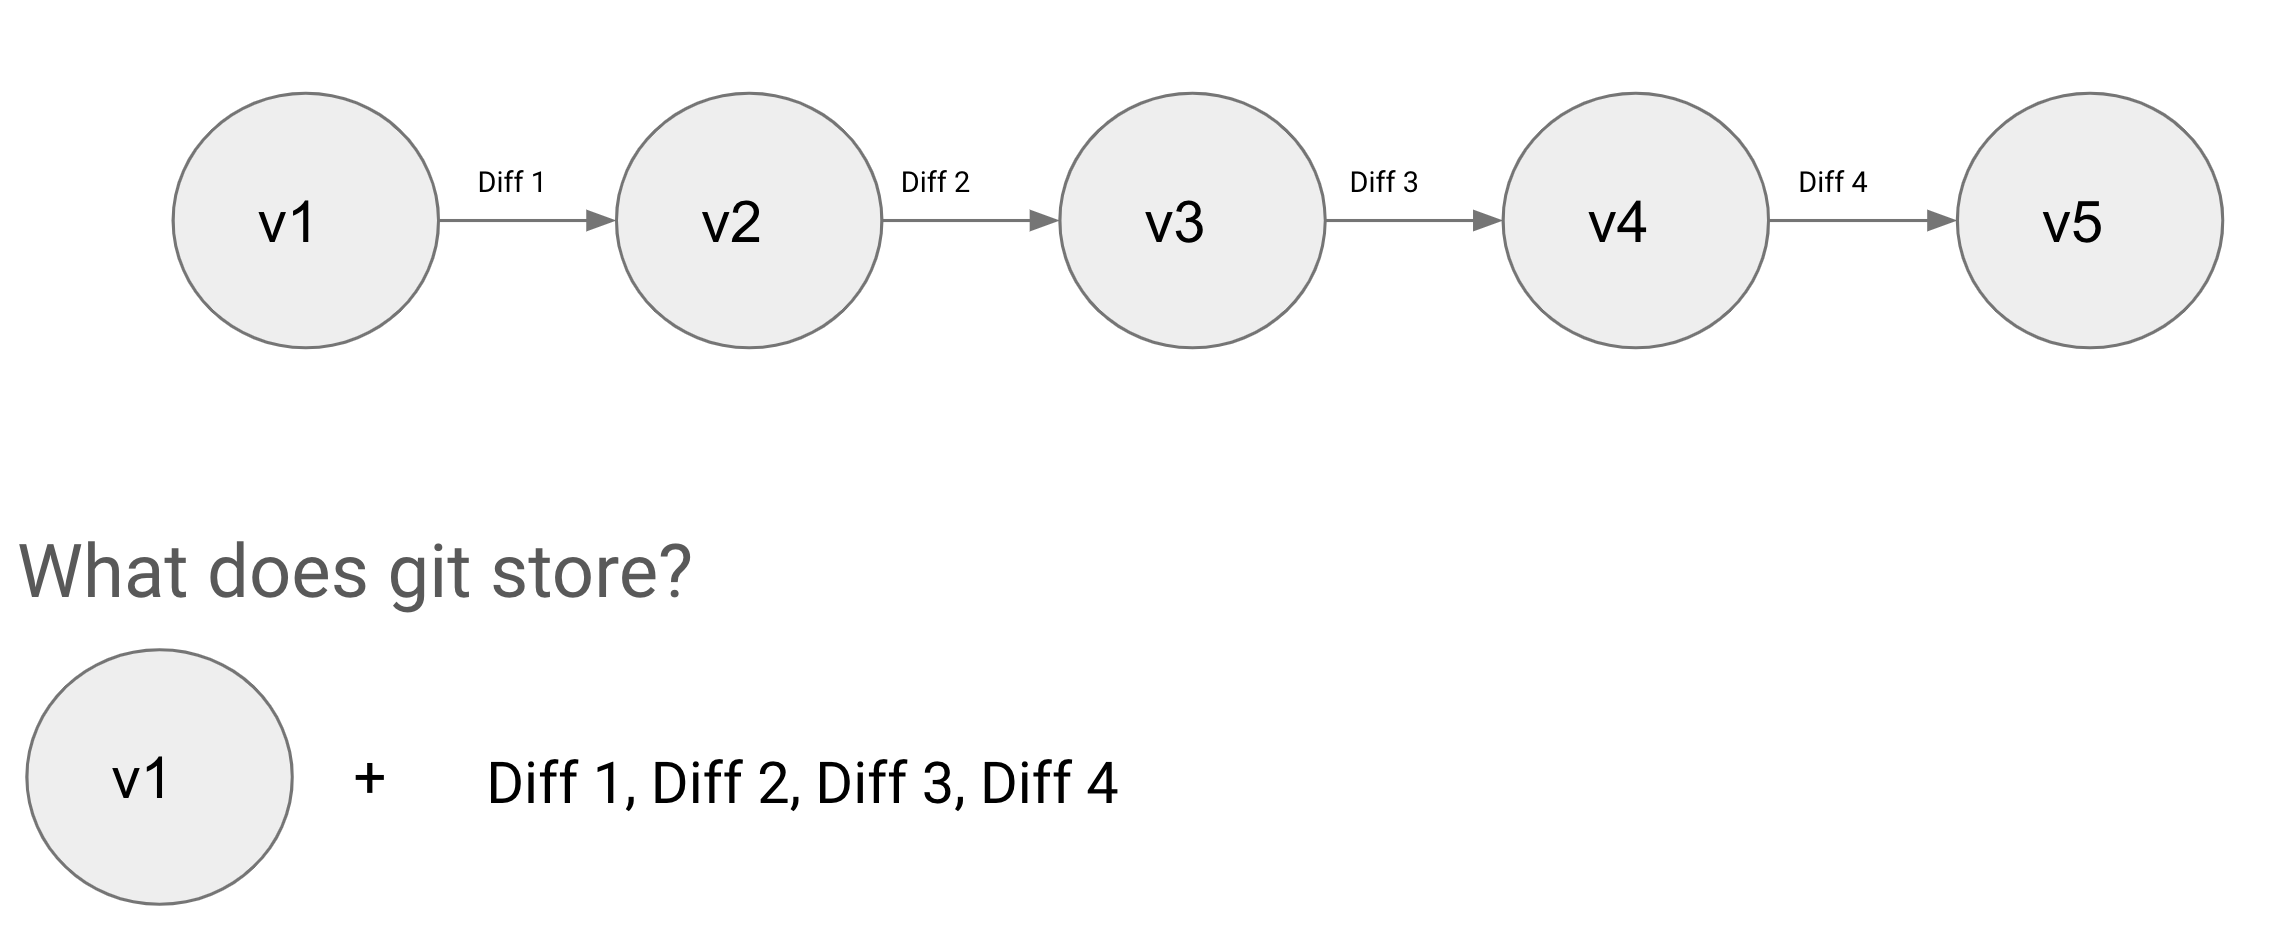 Diff 1 Diff 2 Diff 3 Diff 4
v1 v2 v3 v4 v5
What does git store?
v1 + Diff 1, Diff 2, Diff 3, Diff 4